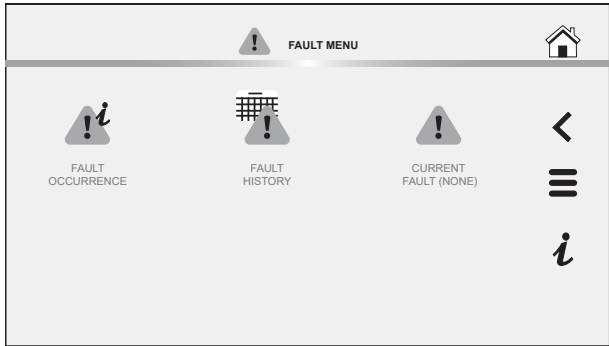 FAULT MENU
FAULT
OCCURRENCE
FAULT
HISTORY
CURRENT
FAULT (NONE)